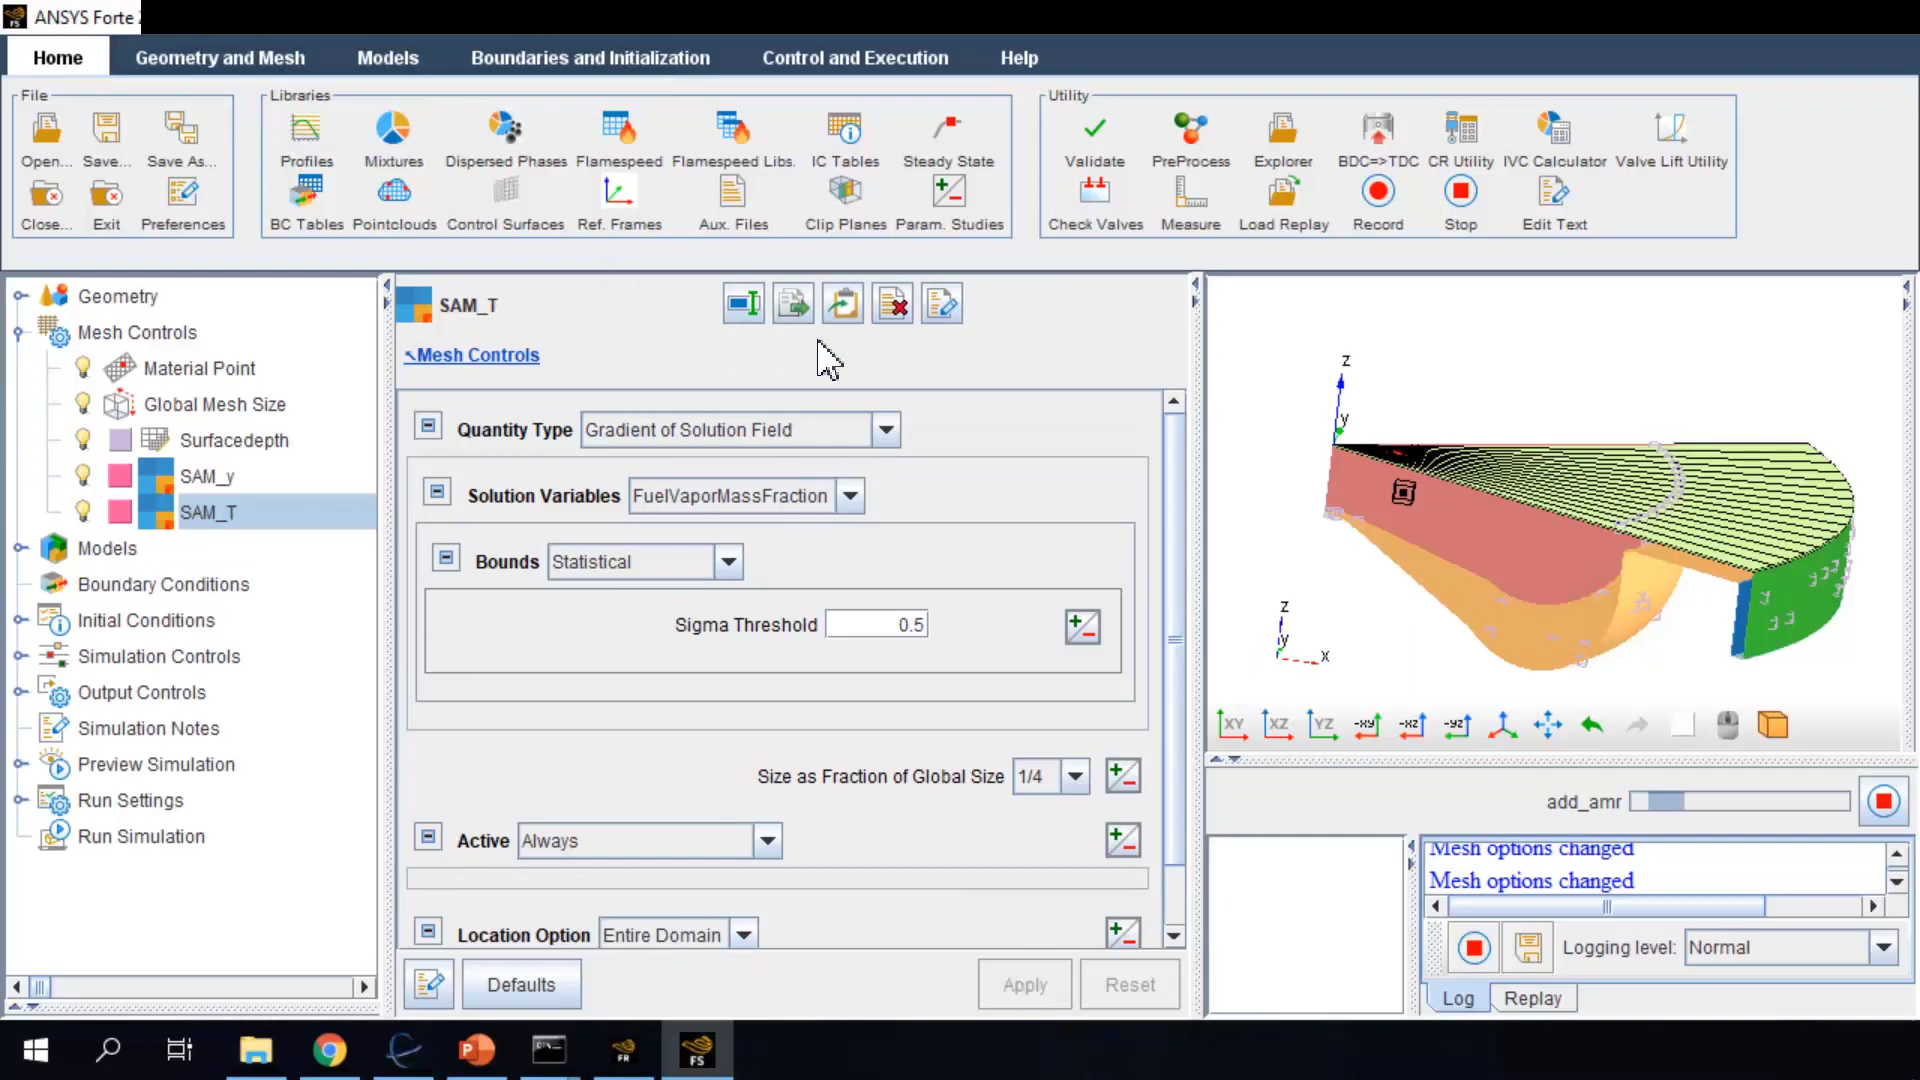 ANSYS Forte
Home
Geometry and Mesh
Models
Boundaries and Initialization
Control and Execution
Help
File
Libraries
Utility
Open...
Save...
Save As...
Profiles
Mixtures
Dispersed Phases
Flamespeed
Flamespeed Libs.
IC Tables
Steady State
Validate
PreProcess
Explorer
BDC=>TDC
CR Utility
IVC Calculator
Valve Lift Utility
Close...
Exit
Preferences
BC Tables
Pointclouds
Control Surfaces
Ref. Frames
Aux. Files
Clip Planes
Param. Studies
Check Valves
Measure
Load Replay
Record
Stop
Edit Text
Geometry
Mesh Controls
Material Point
Global Mesh Size
Surfacedepth
SAM_y
SAM_T
Models
Boundary Conditions
Initial Conditions
Simulation Controls
Output Controls
Simulation Notes
Preview Simulation
Run Settings
Run Simulation
SAM_T
Mesh Controls
Quantity Type Gradient of Solution Field
Solution Variables FuelVaporMassFraction
Bounds Statistical
Sigma Threshold 0.5
Size as Fraction of Global Size 1/4
Active Always
Location Option Entire Domain
Defaults
Apply
Reset
z
y
z
y
x
XY
XZ
YZ
-xy
-xz
-yz
add_amr
Mesh options changed
Mesh options changed
Logging level: Normal
Log
Replay
FR
FS